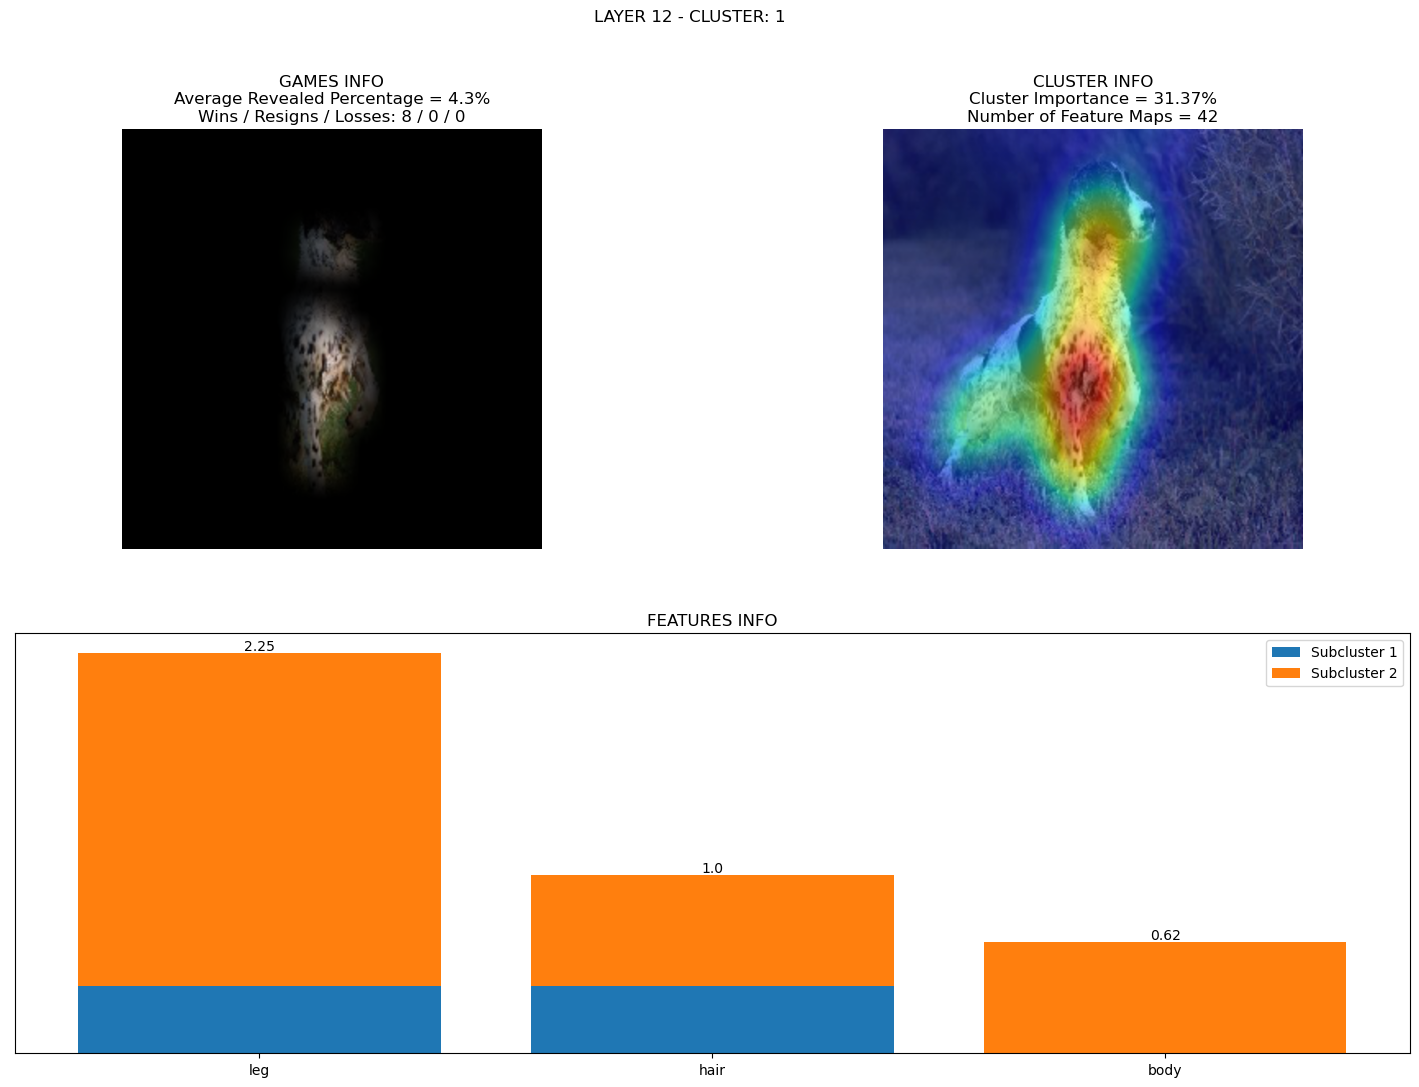 LAYER 12 - CLUSTER: 1
GAMES INFO
Average Revealed Percentage = 4.3%
Wins / Resigns / Losses: 8 / 0 / 0
CLUSTER INFO
Cluster Importance = 31.37%
Number of Feature Maps = 42
FEATURES INFO
2.25
1.0
0.62
Subcluster 1
Subcluster 2
leg
hair
body